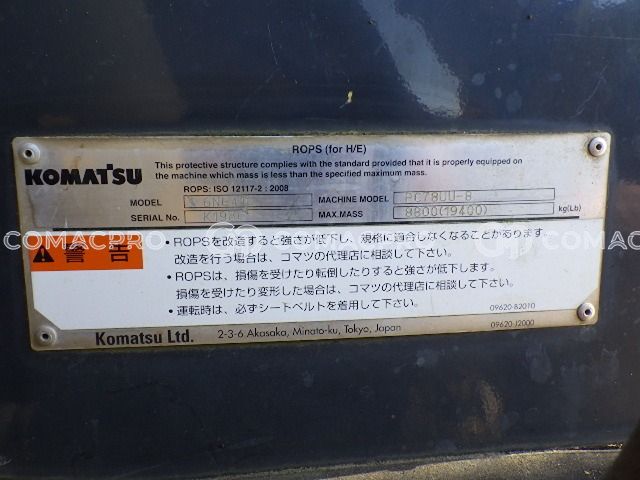 ROPS (for H/E)
This protective structure complies with the standard provided that it is properly equipped on
the machine which mass is less than the specified maximum mass.
KOMATSU
ROPS: ISO 12117-2 : 2008
MODEL MACHINE MODEL PC78UU-8
SERIAL No. MAX.MASS 8800(19400) kg(Lb)
警告
・ROPSを改造すると強さが低下し、規格に適合しなくなることがあります。
改造を行う場合は、コマツの代理店に相談して下さい。
・ROPSは、損傷を受けたり転倒したりすると強さが低下します。
損傷を受けたり変形した場合は、コマツの代理店に相談して下さい。
・運転時は、必ずシートベルトを着用して下さい。
09620-B2010
Komatsu Ltd. 2-3-6 Akasaka, Minato-ku, Tokyo, Japan 09620-J2000
COMACPRO